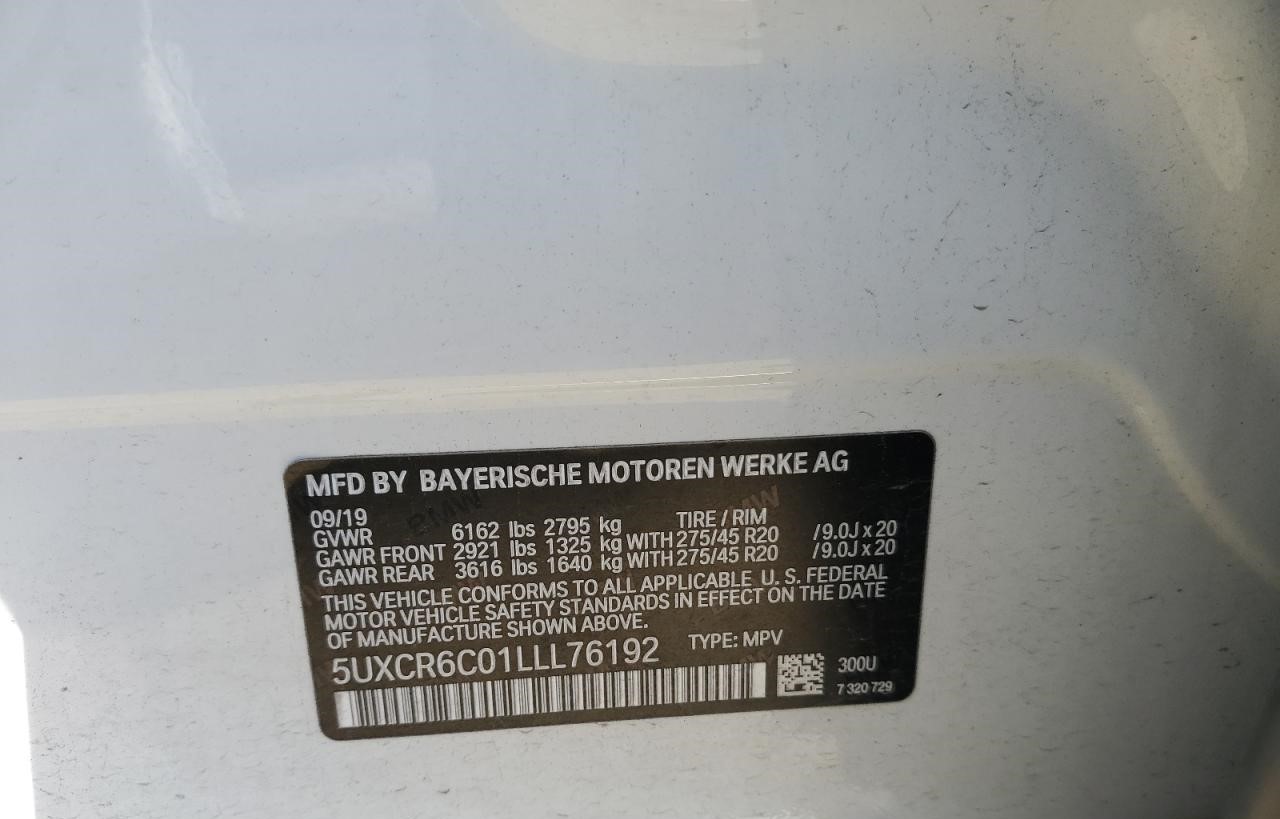 MFD BY BAYERISCHE MOTOREN WERKE AG
09/19 TIRE / RIM
GVWR 6162 lbs 2795 kg
GAWR FRONT 2921 lbs 1325 kg WITH 275/45 R20 /9.0J x 20
GAWR REAR 3616 lbs 1640 kg WITH 275/45 R20 /9.0J x 20
THIS VEHICLE CONFORMS TO ALL APPLICABLE U. S. FEDERAL
MOTOR VEHICLE SAFETY STANDARDS IN EFFECT ON THE DATE
OF MANUFACTURE SHOWN ABOVE.
5UXCR6C01LLL76192 TYPE: MPV
300U
7 320 729
BMW